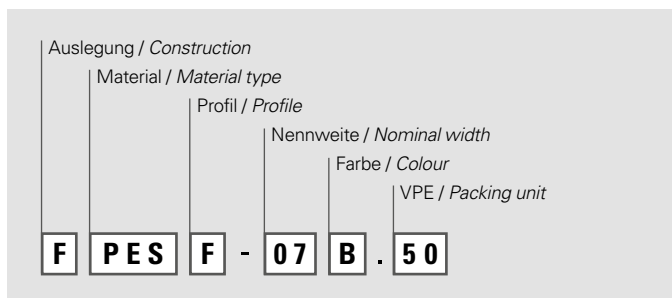 Auslegung / Construction
Material / Material type
Profil / Profile
Nennweite / Nominal width
Farbe / Colour
VPE / Packing unit
F PES F - 07 B . 50